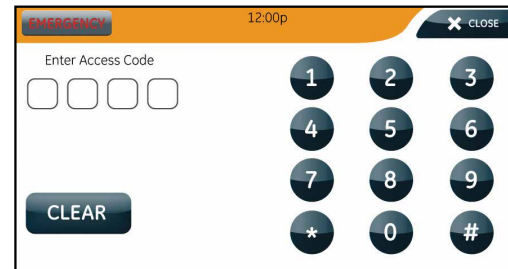 EMERGENCY 12:00p X CLOSE
Enter Access Code
1 2 3
4 5 6
7 8 9
CLEAR
* 0 #